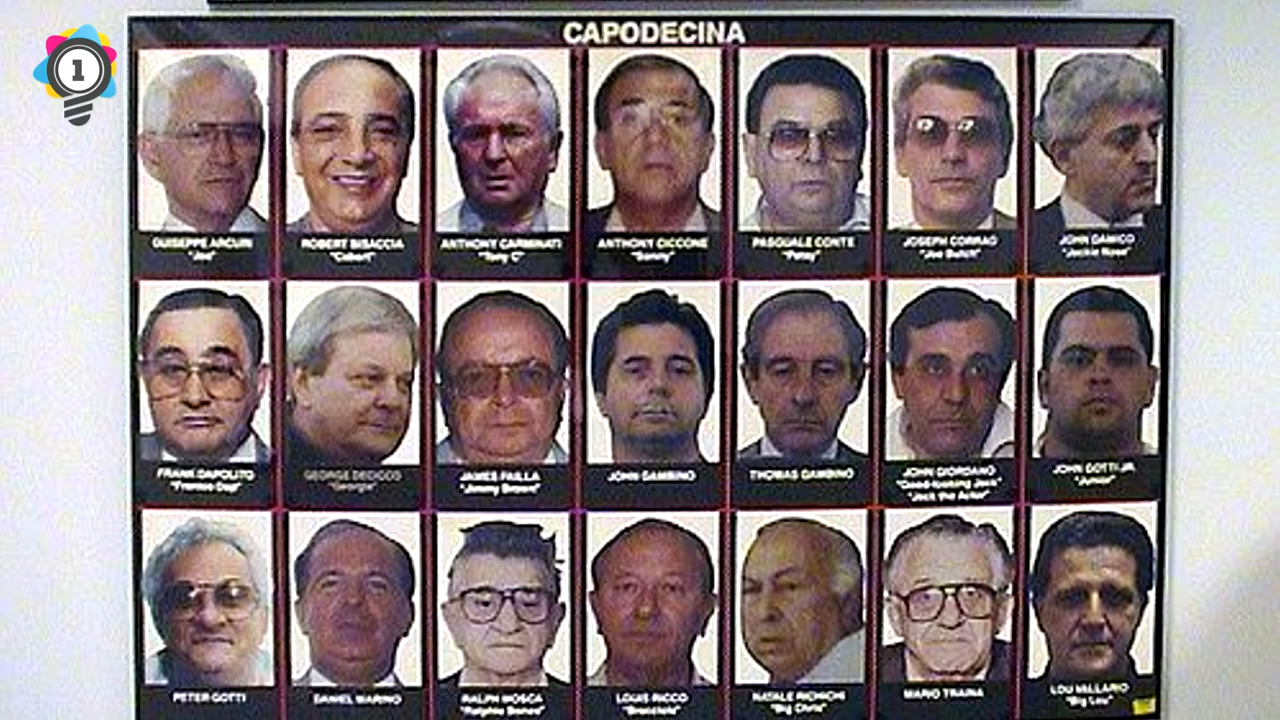 1
CAPODECINA
GUISEPPE ARCURI
"Joe"
ROBERT BISACCIA
"Cabert"
ANTHONY CARMINATI
"Tony C"
ANTHONY CICCONE
"Sonny"
PASQUALE CONTE
"Patsy"
JOSEPH CORRAO
"Joe Butch"
JOHN DAMICO
"Jackie Nose"
FRANK DAPOLITO
"Frankie Dap"
GEORGE DECICCO
"Georgie"
JAMES FAILLA
"Jimmy Brown"
JOHN GAMBINO
THOMAS GAMBINO
JOHN GIORDANO
"Good-looking Jack"
"Jack the Actor"
JOHN GOTTI JR
"Junior"
PETER GOTTI
DANIEL MARINO
RALPH MOSCA
"Ralphie Bones"
LOUIS RICCO
NATALE RICHICHI
"Big Chris"
MARIO TRAINA
LOU VALLARIO
"Big Lou"